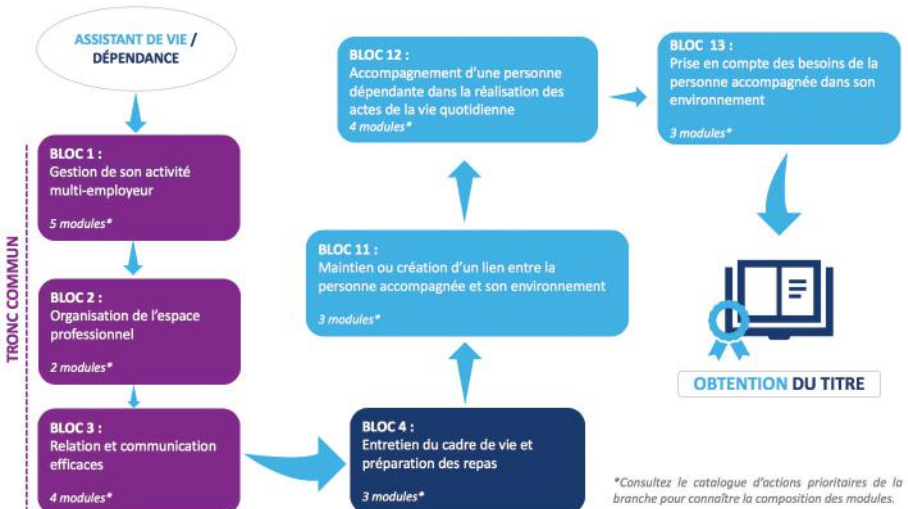 ASSISTANT DE VIE /
DÉPENDANCE
TRONC COMMUN
BLOC 1 :
Gestion de son activité
multi-employeur
5 modules*
BLOC 2 :
Organisation de l'espace
professionnel
2 modules*
BLOC 3 :
Relation et communication
efficaces
4 modules*
BLOC 4 :
Entretien du cadre de vie et
préparation des repas
3 modules*
BLOC 11 :
Maintien ou création d'un lien entre la
personne accompagnée et son environnement
3 modules*
BLOC 12 :
Accompagnement d'une personne
dépendante dans la réalisation des
actes de la vie quotidienne
4 modules*
BLOC 13 :
Prise en compte des besoins de la
personne accompagnée dans son
environnement
3 modules*
OBTENTION DU TITRE
*Consultez le catalogue d'actions prioritaires de la
branche pour connaître la composition des modules.